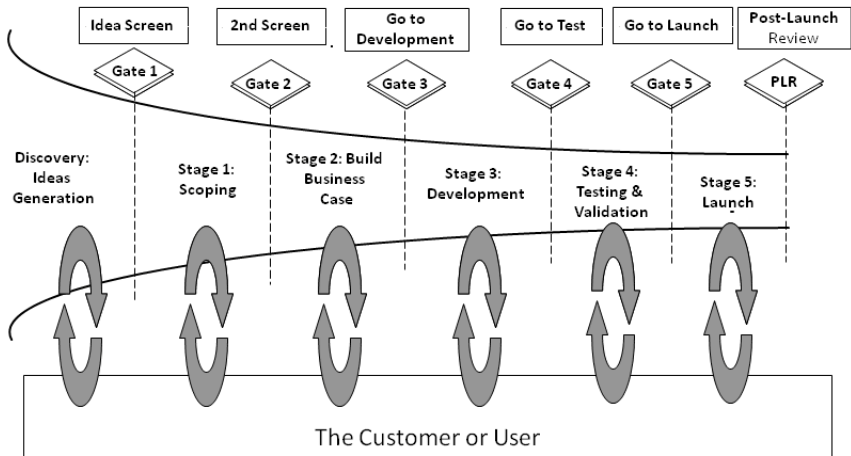 Idea Screen
2nd Screen
.
Go to
Development
Go to Test
Go to Launch
Post-Launch
Review
Gate 1
Gate 2
Gate 3
Gate 4
Gate 5
PLR
Discovery:
Ideas
Generation
Stage 1:
Scoping
Stage 2: Build
Business
Case
Stage 3:
Development
Stage 4:
Testing &
Validation
Stage 5:
Launch
-
The Customer or User